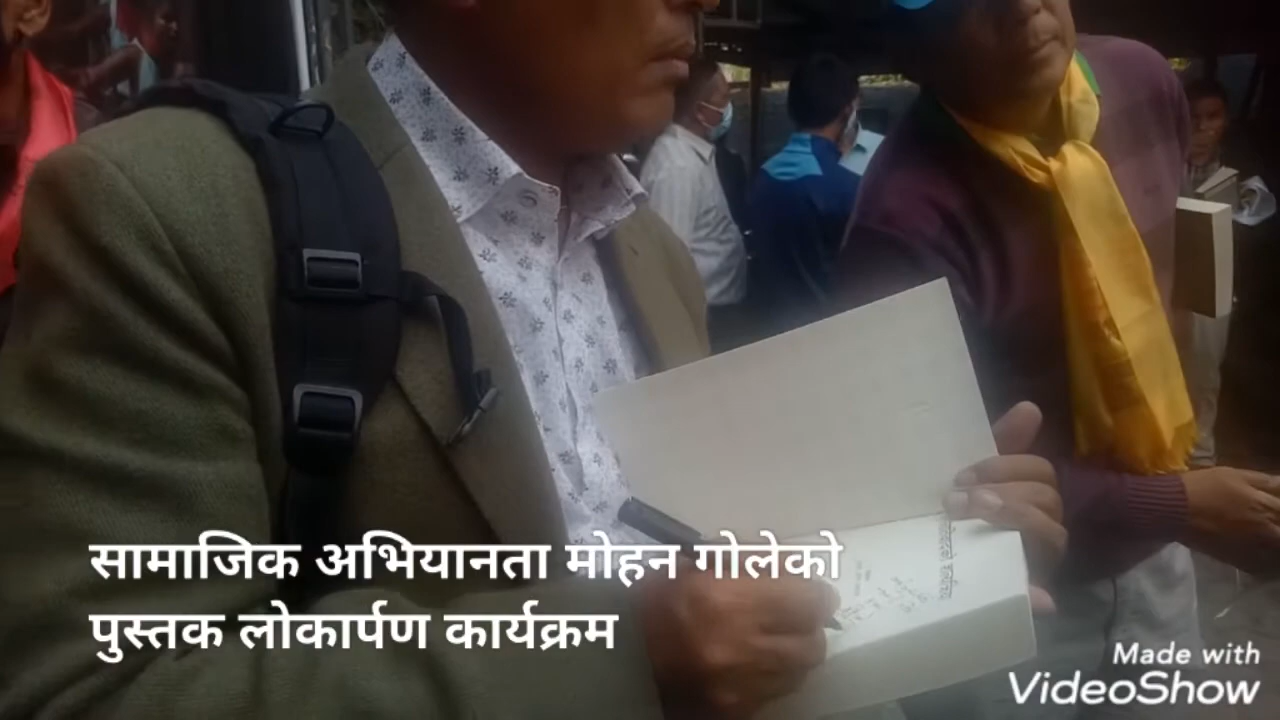 सामाजिक अभियानता मोहन गोलेको
पुस्तक लोकार्पण कार्यक्रम
Made with
VideoShow